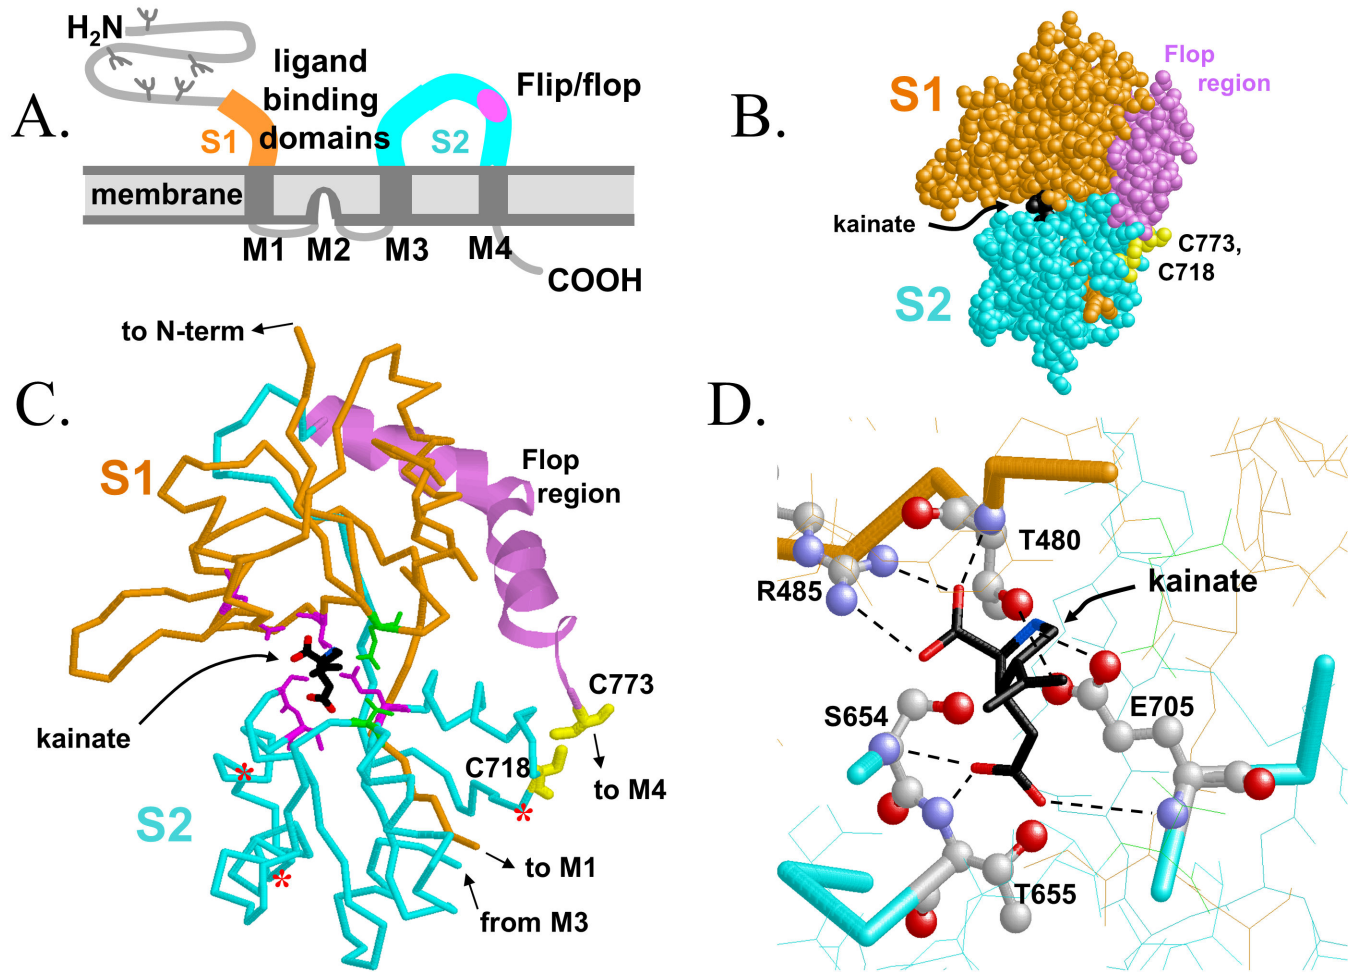 A.
H₂N
ligand
binding
domains
S1
S2
Flip/flop
membrane
M1
M2
M3
M4
COOH
B.
S1
Flop
region
kainate
C773,
C718
S2
C.
to N-term
S1
Flop
region
kainate
C773
C718
to M4
*
*
*
S2
to M1
from M3
D.
T480
R485
kainate
S654
E705
T655